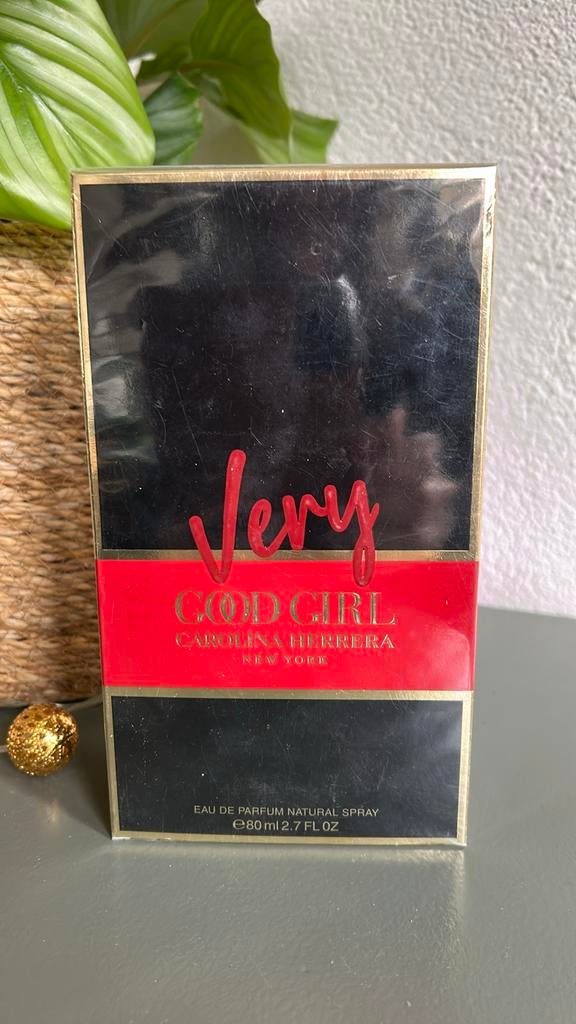 Very
GOOD GIRL
CAROLINA HERRERA
NEW YORK
EAU DE PARFUM NATURAL SPRAY
℮80 ml 2.7 FL OZ